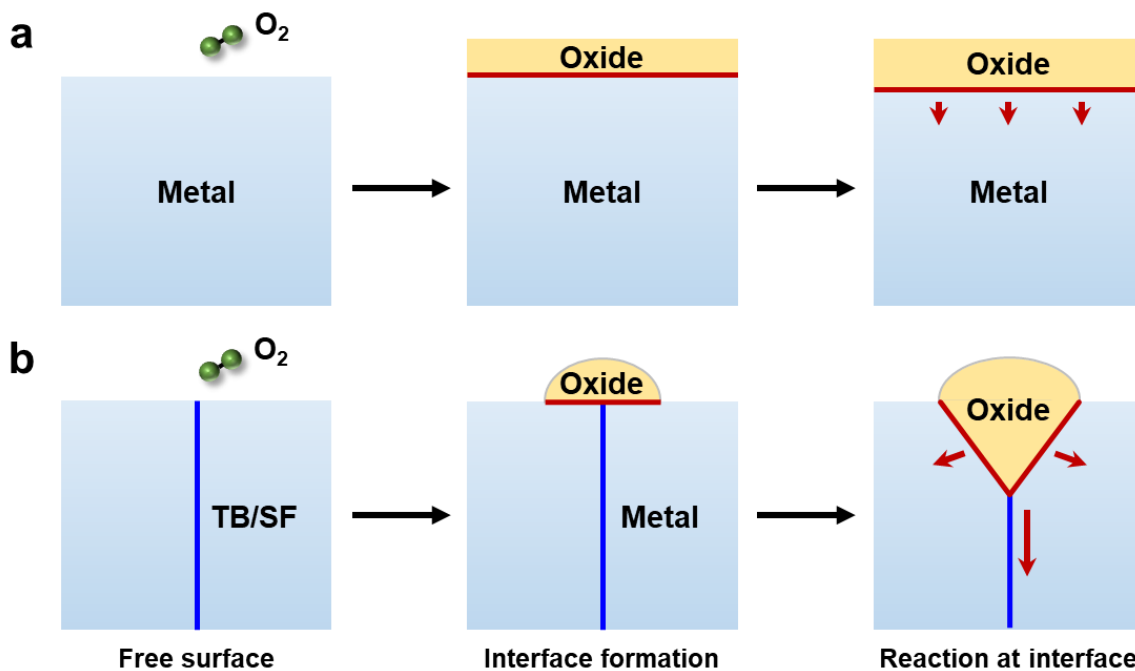 a
O2
Metal
Oxide
Metal
Oxide
Metal
b
O2
TB/SF
Oxide
Metal
Oxide
Free surface
Interface formation
Reaction at interface